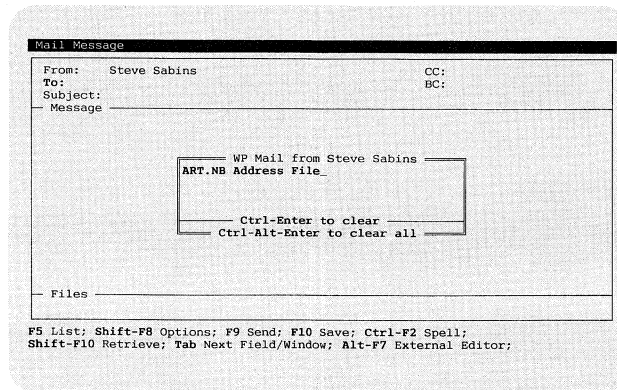 Mail Message
From: Steve Sabins CC:
To: BC:
Subject:
Message
WP Mail from Steve Sabins
ART.NB Address File_
Ctrl-Enter to clear
Ctrl-Alt-Enter to clear all
Files
F5 List; Shift-F8 Options; F9 Send; F10 Save; Ctrl-F2 Spell;
Shift-F10 Retrieve; Tab Next Field/Window; Alt-F7 External Editor;